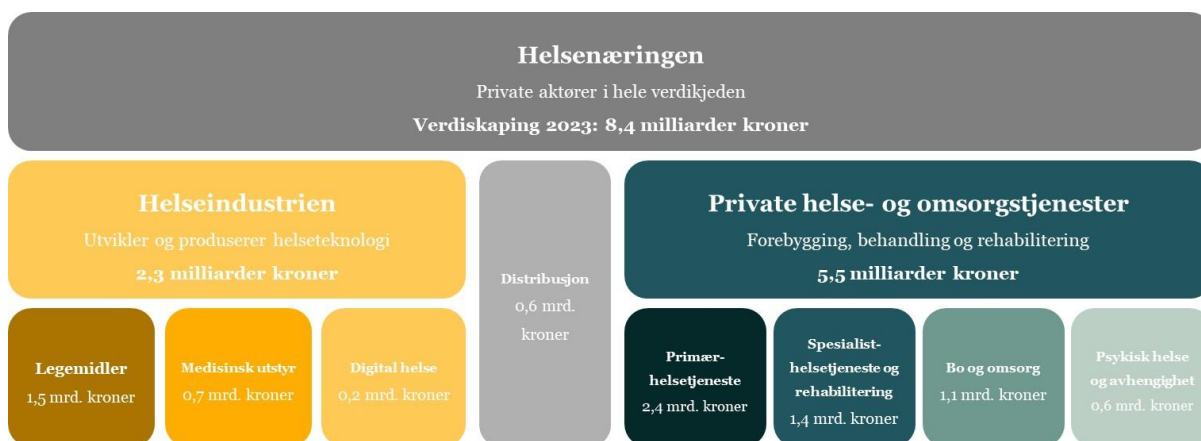 Helsenæringen
Private aktører i hele verdikjeden
Verdiskaping 2023: 8,4 milliarder kroner
Helseindustrien
Utvikler og produserer helseteknologi
2,3 milliarder kroner
Distribusjon
0,6 mrd.
kroner
Private helse- og omsorgstjenester
Forebygging, behandling og rehabilitering
5,5 milliarder kroner
Legemidler
1,5 mrd. kroner
Medisinsk utstyr
0,7 mrd. kroner
Digital helse
0,2 mrd. kroner
Primær-
helsetjeneste
2,4 mrd. kroner
Spesialist-
helsetjeneste og
rehabilitering
1,4 mrd. kroner
Bo og omsorg
1,1 mrd. kroner
Psykisk helse
og avhengighet
0,6 mrd. kroner